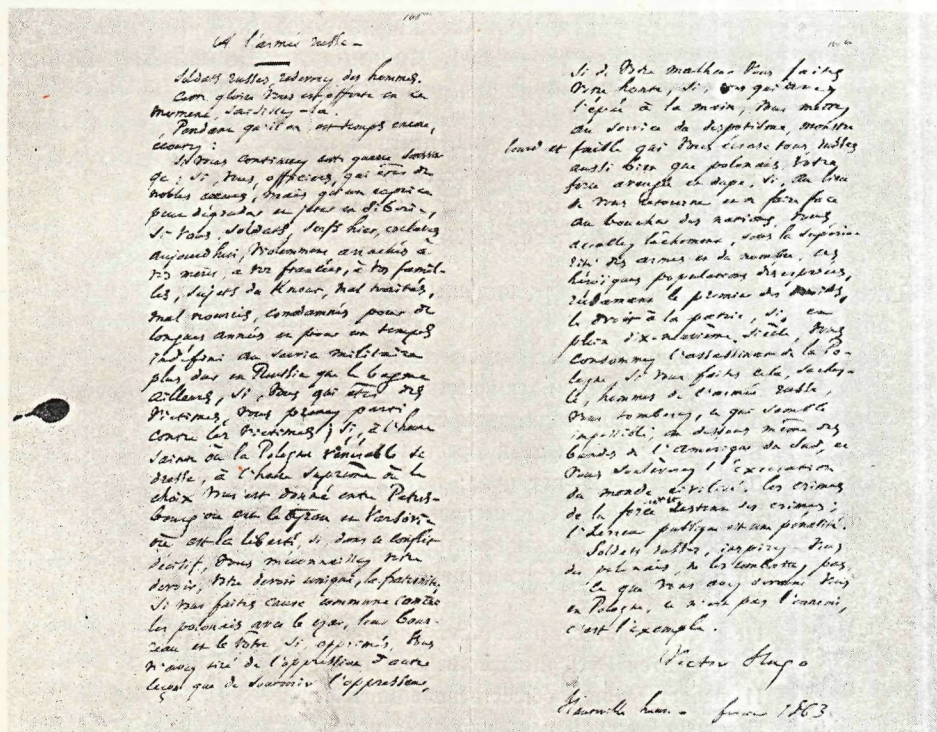 A l'armée russe —
Soldats russes, redevenez des hommes.
Cette gloire vous est offerte en ce
moment, saisissez-la.
Pendant qu'il en est temps encore,
écoutez :
Si vous continuez cette guerre sauva-
ge ; si, vous, officiers, qui êtes de
nobles cœurs, mais qu'un caprice
peut dégrader et jeter en Sibérie,
si vous, soldats, serfs hier, esclaves
aujourd'hui, violemment arrachés à
vos mères, à vos fiancées, à vos famil-
les, sujets du knout, mal traités,
mal nourris, condamnés pour de
longues années et pour un temps
indéfini au service militaire
plus dur en Russie que le bagne
ailleurs, si, vous qui êtes des
victimes, vous prenez parti
contre les victimes ; si, à l'heure
sainte où la Pologne vénérable se
dresse, à l'heure suprême où le
choix vous est donné entre Péters-
bourg où est le tyran et Varsovie
où est la liberté, si, dans ce conflit
décisif, vous méconnaissez votre
devoir, votre devoir unique, la fraternité,
si vous faites cause commune contre
les polonais avec le czar, leur bour-
reau et le vôtre, si, opprimés, vous
n'avez tiré de l'oppression d'autre
leçon que de soutenir l'oppresseur,
si de votre malheur vous faites
votre honte, si, vous qui avez
l'épée à la main, vous mettez
au service du despotisme, monstre
lourd et faible qui vous écrase tous, russes
aussi bien que polonais, votre
force aveugle et dupe, si, au lieu
de vous retourner et de faire face
au boucher des nations, vous
accablez lâchement, sous la supério-
rité des armes et du nombre, ces
héroïques populations désespérées,
réclamant le premier des droits,
le droit à la patrie, si, en
plein dix-neuvième siècle, vous
consommez l'assassinat de la Po-
logne, si vous faites cela, sachez-
le, hommes de l'armée russe,
vous tomberez, ce qui semble
impossible, au dessous même des
bandes de l'Amérique du Sud, et
vous soulèverez l'exécration
du monde civilisé. Les crimes
de la force sont et restent des crimes ;
l'horreur publique est une pénalité.
Soldats russes, inspirez-vous
des polonais, ne les combattez pas,
Ce que vous avez devant vous
en Pologne, ce n'est pas l'ennemi,
c'est l'exemple.
Victor Hugo
Hauteville house — février 1863.